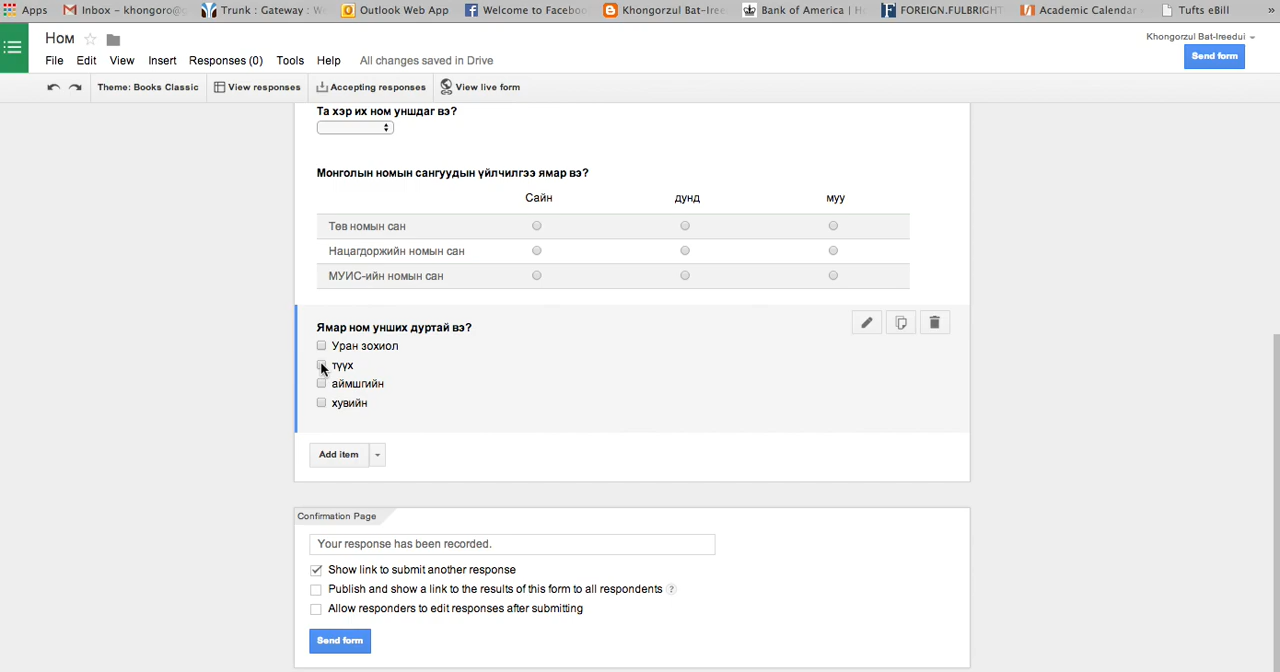 Apps Inbox – khongoro@g Trunk : Gateway : W Outlook Web App Welcome to Faceboo Khongorzul Bat-Iree Bank of America | Ho FOREIGN.FULBRIGHT Academic Calendar Tufts eBill »
Ном
Khongorzul Bat-Iredui
File Edit View Insert Responses (0) Tools Help All changes saved in Drive
Send form
Theme: Books Classic View responses Accepting responses View live form
Та хэр их ном уншдаг вэ?
Монголын номын сангуудын үйлчилгээ ямар вэ?
Сайн дунд муу
Төв номын сан
Нацагдоржийн номын сан
МУИС-ийн номын сан
Ямар ном унших дуртай вэ?
Уран зохиол
түүх
аймшгийн
хувийн
Add item
Confirmation Page
Your response has been recorded.
Show link to submit another response
Publish and show a link to the results of this form to all respondents ?
Allow responders to edit responses after submitting
Send form